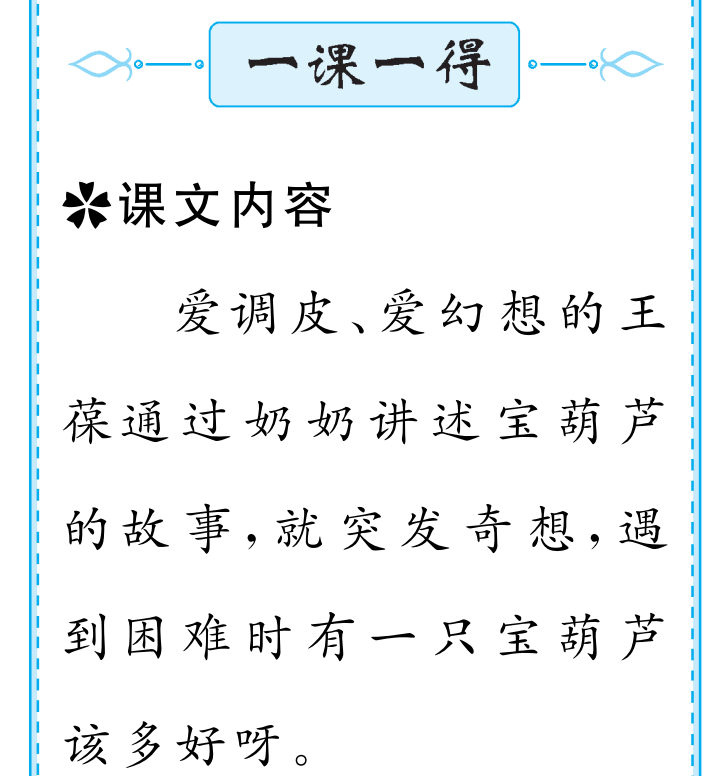 一课一得
课文内容
爱调皮、爱幻想的王
葆通过奶奶讲述宝葫芦
的故事,就突发奇想,遇
到困难时有一只宝葫芦
该多好呀。